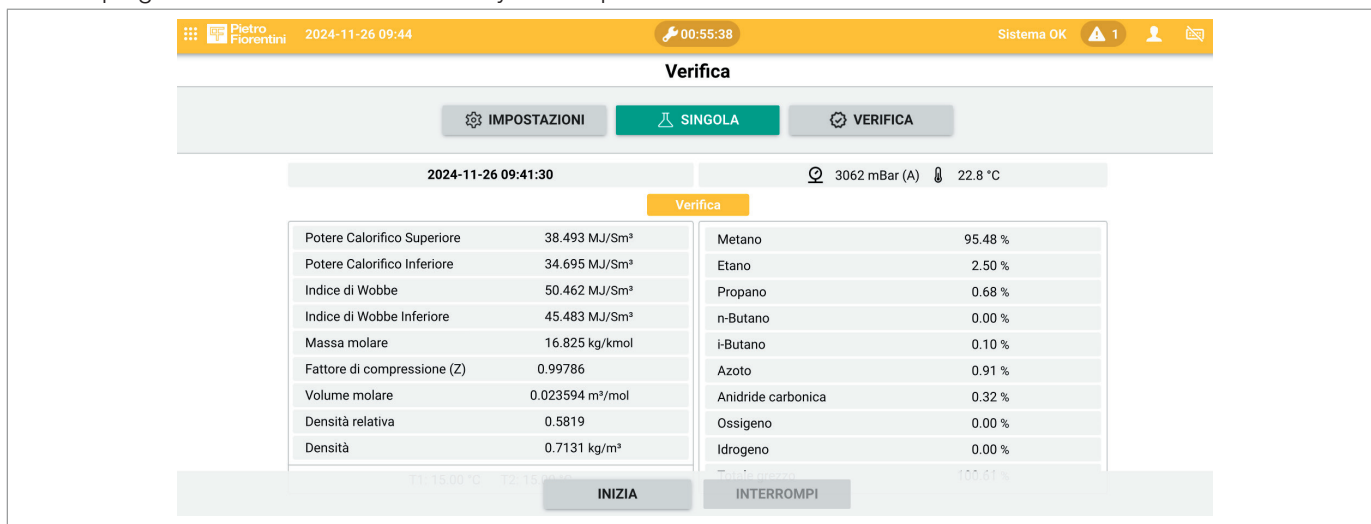 Pietro Fiorentini 2024-11-26 09:44 00:55:38 Sistema OK 1
Verifica
IMPOSTAZIONI SINGOLA VERIFICA
2024-11-26 09:41:30 3062 mBar (A) 22.8 °C
Verifica
Potere Calorifico Superiore 38.493 MJ/Sm³
Potere Calorifico Inferiore 34.695 MJ/Sm³
Indice di Wobbe 50.462 MJ/Sm³
Indice di Wobbe Inferiore 45.483 MJ/Sm³
Massa molare 16.825 kg/kmol
Fattore di compressione (Z) 0.99786
Volume molare 0.023594 m³/mol
Densità relativa 0.5819
Densità 0.7131 kg/m³
T1: 15.00 °C T2: 15.00
Metano 95.48 %
Etano 2.50 %
Propano 0.68 %
n-Butano 0.00 %
i-Butano 0.10 %
Azoto 0.91 %
Anidride carbonica 0.32 %
Ossigeno 0.00 %
Idrogeno 0.00 %
Totale grezzo 100.61 %
INIZIA INTERROMPI